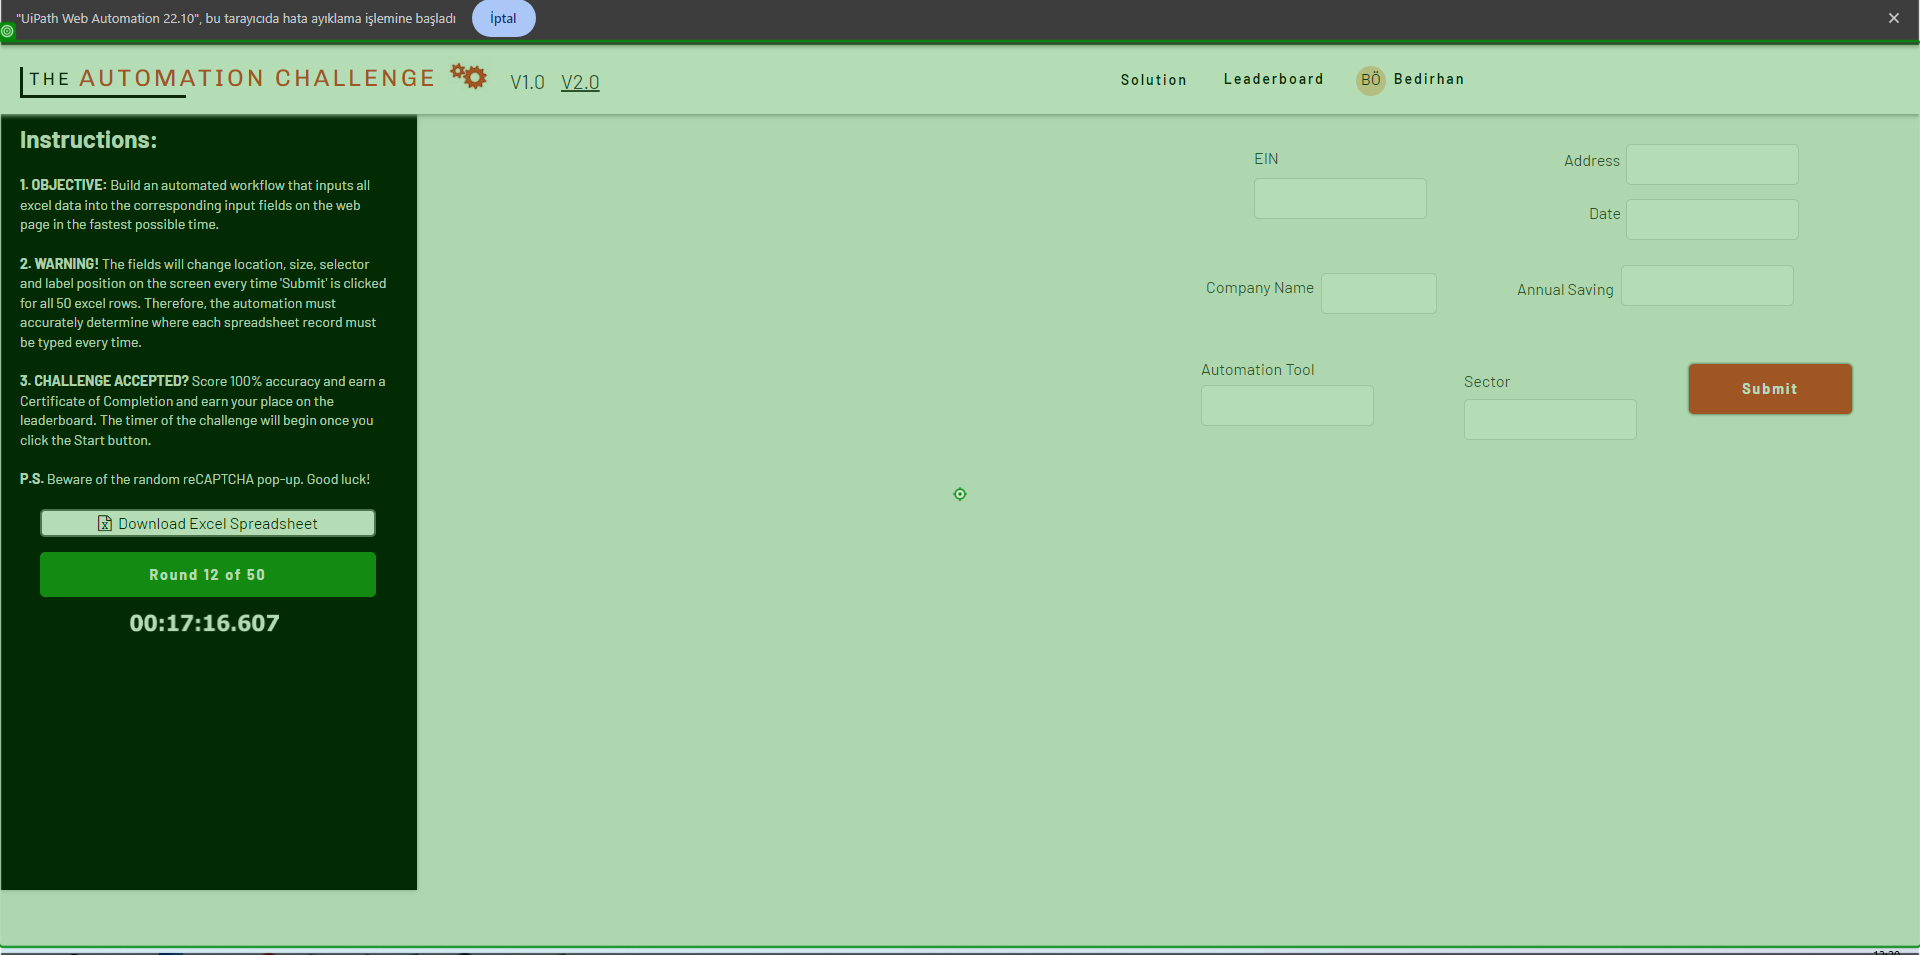 "UiPath Web Automation 22.10", bu tarayıcıda hata ayıklama işlemine başladı
İptal
THE AUTOMATION CHALLENGE
V1.0
V2.0
Solution
Leaderboard
BÖ
Bedirhan
Instructions:
1. OBJECTIVE: Build an automated workflow that inputs all
excel data into the corresponding input fields on the web
page in the fastest possible time.
2. WARNING! The fields will change location, size, selector
and label position on the screen every time 'Submit' is clicked
for all 50 excel rows. Therefore, the automation must
accurately determine where each spreadsheet record must
be typed every time.
3. CHALLENGE ACCEPTED? Score 100% accuracy and earn a
Certificate of Completion and earn your place on the
leaderboard. The timer of the challenge will begin once you
click the Start button.
P.S. Beware of the random reCAPTCHA pop-up. Good luck!
Download Excel Spreadsheet
Round 12 of 50
00:17:16.607
EIN
Address
Date
Company Name
Annual Saving
Automation Tool
Sector
Submit